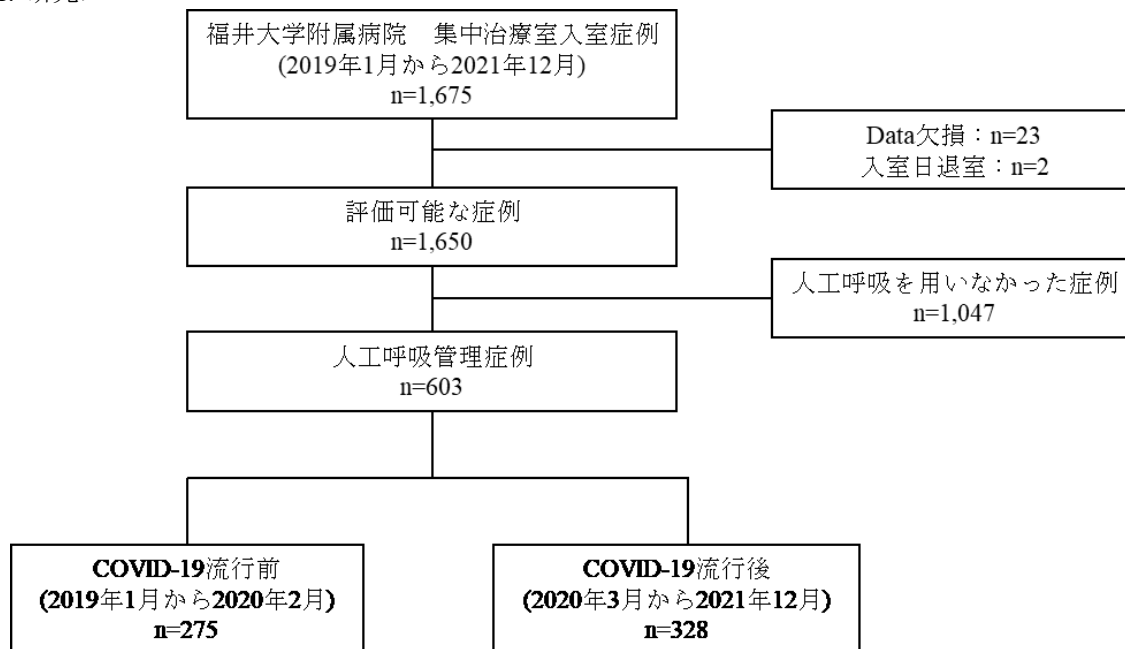 福井大学附属病院　集中治療室入室症例
(2019年1月から2021年12月)
n=1,675
Data欠損：n=23
入室日退室：n=2
評価可能な症例
n=1,650
人工呼吸を用いなかった症例
n=1,047
人工呼吸管理症例
n=603
COVID-19流行前
(2019年1月から2020年2月)
n=275
COVID-19流行後
(2020年3月から2021年12月)
n=328